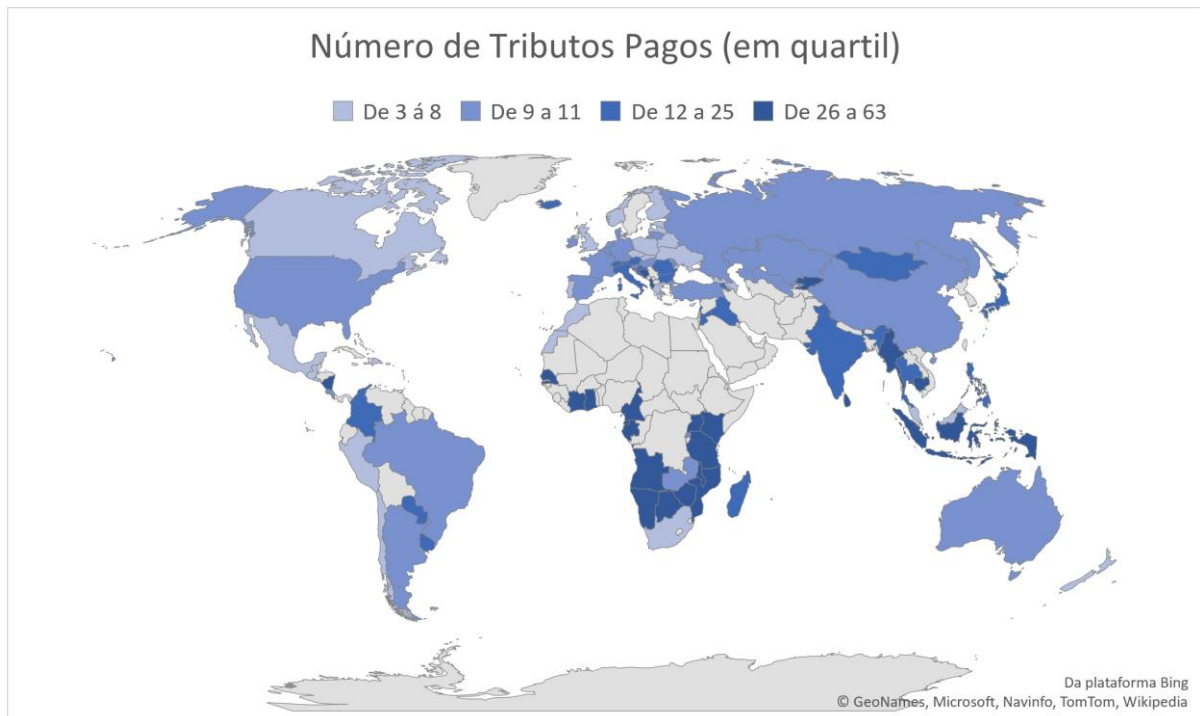 Número de Tributos Pagos (em quartil)
De 3 á 8 De 9 a 11 De 12 a 25 De 26 a 63
Da plataforma Bing
© GeoNames, Microsoft, Navinfo, TomTom, Wikipedia